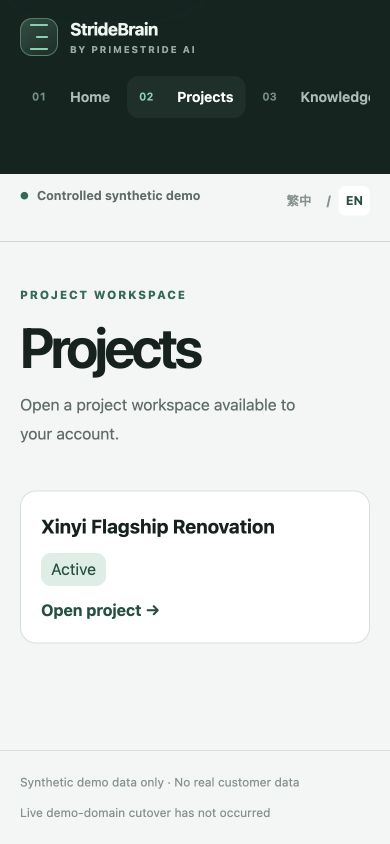 StrideBrain
BY PRIMESTRIDE AI
01 Home 02 Projects 03 Knowledge
Controlled synthetic demo
繁中 / EN
PROJECT WORKSPACE
Projects
Open a project workspace available to
your account.
Xinyi Flagship Renovation
Active
Open project →
Synthetic demo data only · No real customer data
Live demo-domain cutover has not occurred